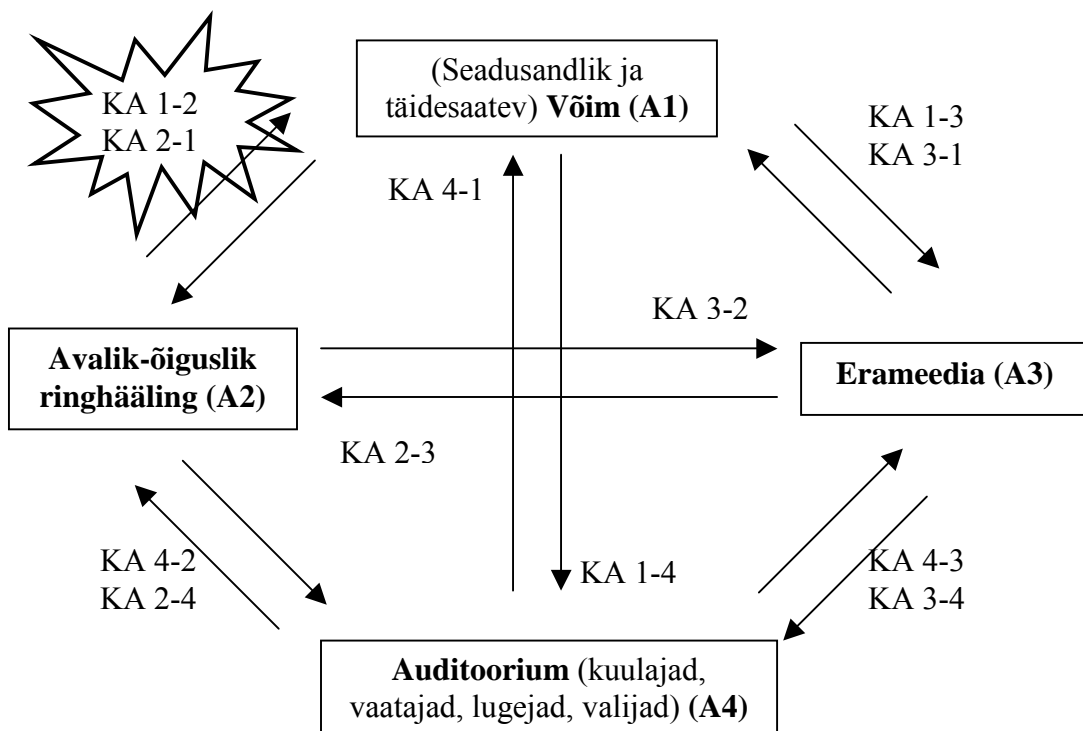 (Seadusandlik ja
täidesaatev) Võim (A1)
KA 1-2
KA 2-1
KA 1-3
KA 3-1
KA 4-1
KA 3-2
Avalik-õiguslik
ringhääling (A2)
Erameedia (A3)
KA 2-3
KA 4-2
KA 2-4
KA 1-4
KA 4-3
KA 3-4
Auditoorium (kuulajad,
vaatajad, lugejad, valijad) (A4)